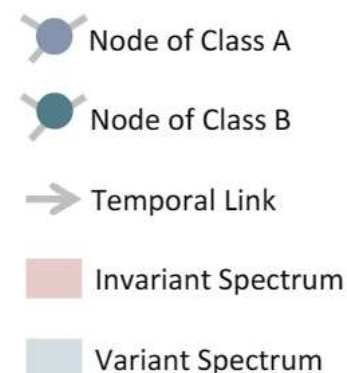 Node of Class A
Node of Class B
Temporal Link
Invariant Spectrum
Variant Spectrum